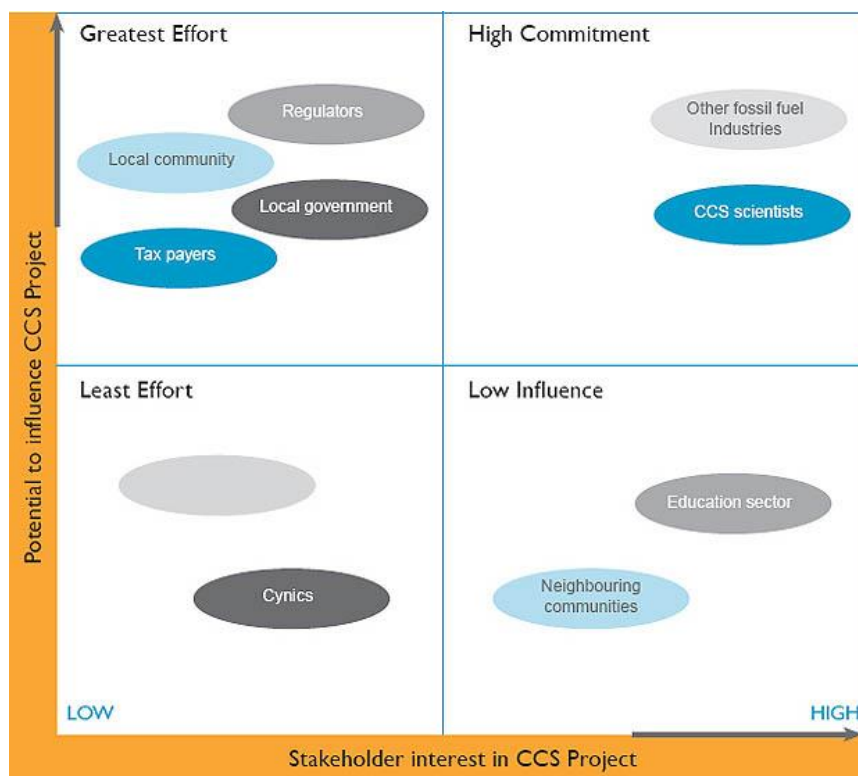 Greatest Effort
High Commitment
Regulators
Other fossil fuel
Industries
Local community
Local government
CCS scientists
Tax payers
Potential to influence CCS Project
Least Effort
Low Influence
Education sector
Cynics
Neighbouring
communities
LOW
HIGH
Stakeholder interest in CCS Project